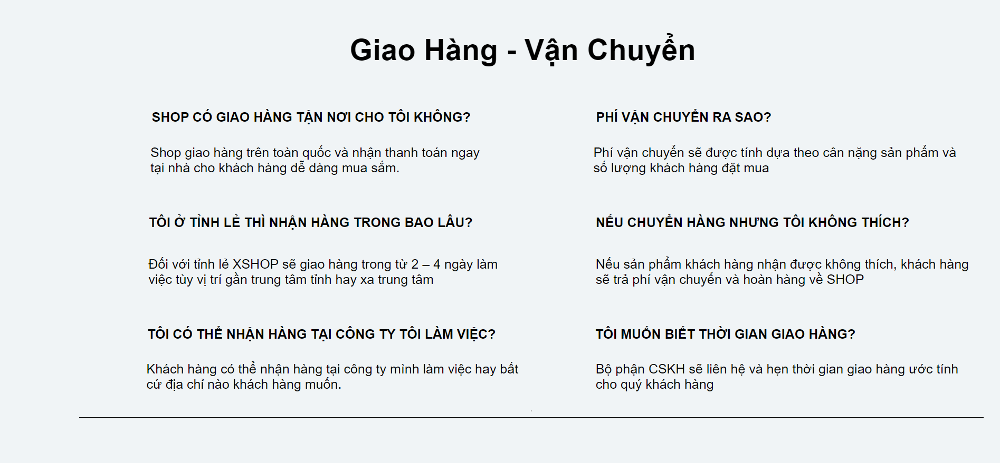 Giao Hàng - Vận Chuyển
SHOP CÓ GIAO HÀNG TẬN NƠI CHO TÔI KHÔNG?
Shop giao hàng trên toàn quốc và nhận thanh toán ngay
tại nhà cho khách hàng dễ dàng mua sắm.
PHÍ VẬN CHUYỂN RA SAO?
Phí vận chuyển sẽ được tính dựa theo cân nặng sản phẩm và
số lượng khách hàng đặt mua
TÔI Ở TỈNH LẺ THÌ NHẬN HÀNG TRONG BAO LÂU?
Đối với tỉnh lẻ XSHOP sẽ giao hàng trong từ 2 – 4 ngày làm
việc tùy vị trí gần trung tâm tỉnh hay xa trung tâm
NẾU CHUYỂN HÀNG NHƯNG TÔI KHÔNG THÍCH?
Nếu sản phẩm khách hàng nhận được không thích, khách hàng
sẽ trả phí vận chuyển và hoàn hàng về SHOP
TÔI CÓ THỂ NHẬN HÀNG TẠI CÔNG TY TÔI LÀM VIỆC?
Khách hàng có thể nhận hàng tại công ty mình làm việc hay bất
cứ địa chỉ nào khách hàng muốn.
TÔI MUỐN BIẾT THỜI GIAN GIAO HÀNG?
Bộ phận CSKH sẽ liên hệ và hẹn thời gian giao hàng ước tính
cho quý khách hàng